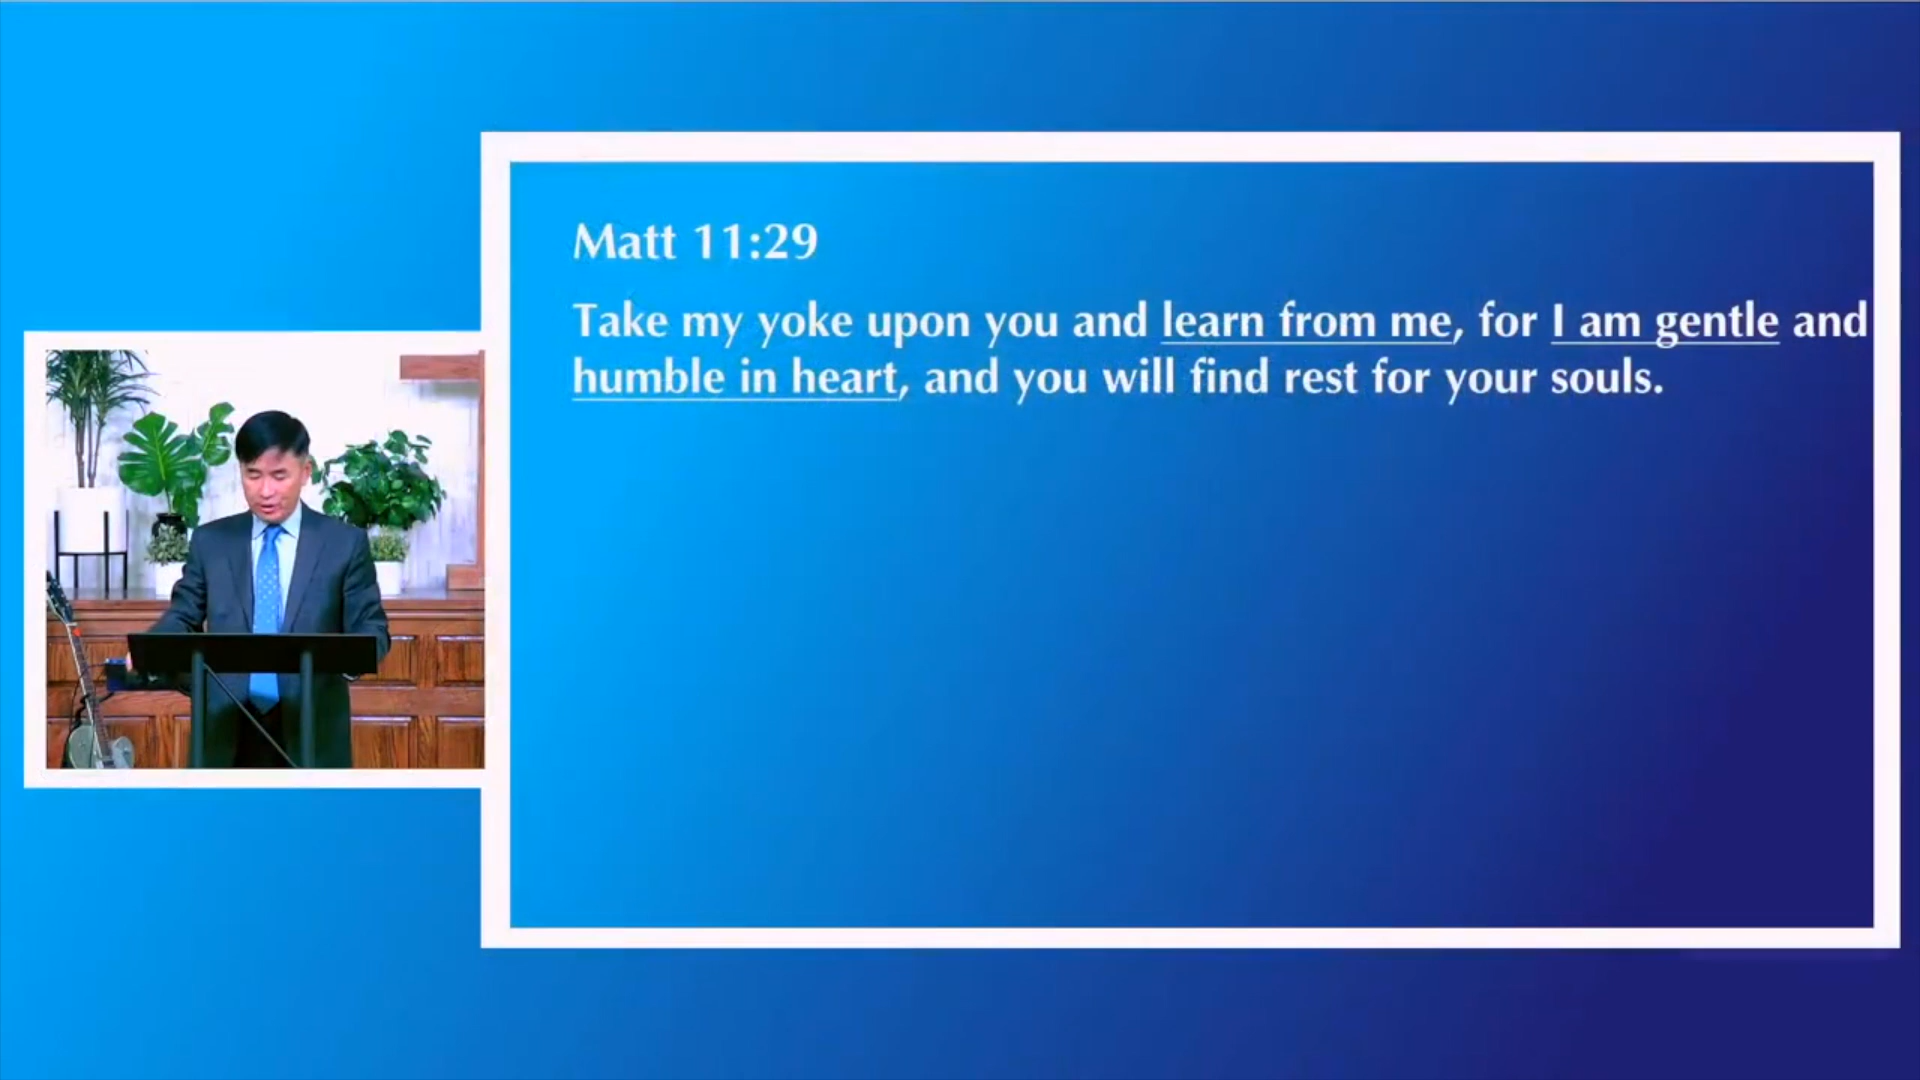 Matt 11:29
Take my yoke upon you and learn from me, for I am gentle and
humble in heart, and you will find rest for your souls.